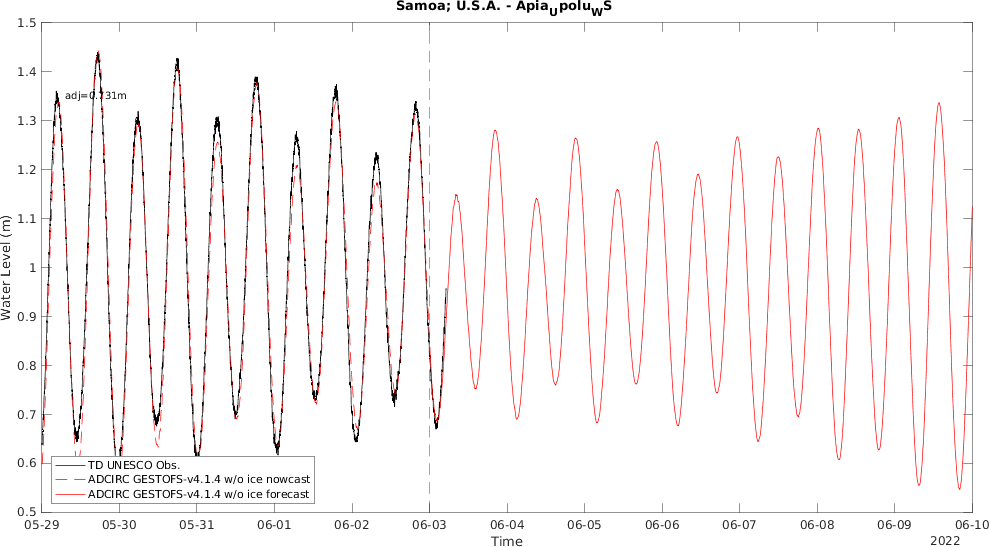 Samoa; U.S.A. - ApiaUpoluWS
1.5
1.4
adj=0.731m
1.3
1.2
1.1
1
0.9
0.8
0.7
0.6
0.5
Water Level (m)
TD UNESCO Obs.
ADCIRC GESTOFS-v4.1.4 w/o ice nowcast
ADCIRC GESTOFS-v4.1.4 w/o ice forecast
05-29 05-30 05-31 06-01 06-02 06-03 06-04 06-05 06-06 06-07 06-08 06-09 06-10
Time
2022